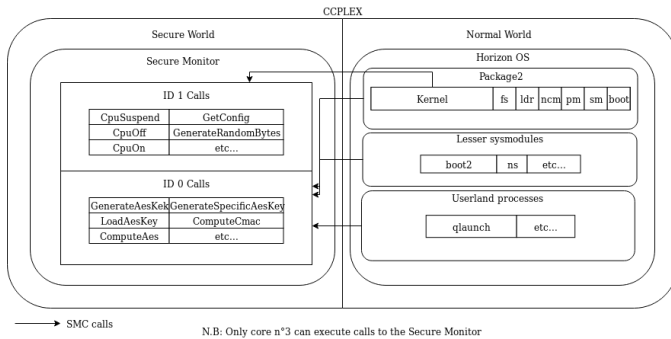 CCPLEX
Secure World
Normal World
Secure Monitor
Horizon OS
ID 1 Calls
CpuSuspend GetConfig
CpuOff GenerateRandomBytes
CpuOn etc...
ID 0 Calls
GenerateAesKek GenerateSpecificAesKey
LoadAesKey ComputeCmac
ComputeAes etc...
Package2
Kernel fs ldr ncm pm sm boot
Lesser sysmodules
boot2 ns etc...
Userland processes
qlaunch etc...
SMC calls
N.B: Only core n°3 can execute calls to the Secure Monitor